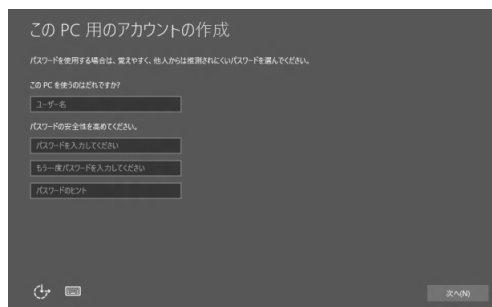 この PC 用のアカウントの作成
パスワードを使用する場合は、覚えやすく、他人からは推測されにくいパスワードを選んでください。
この PC を使うのはだれですか?
ユーザー名
パスワードの安全性を高めてください。
パスワードを入力してください
もう一度パスワードを入力してください
パスワードのヒント
次へ(N)